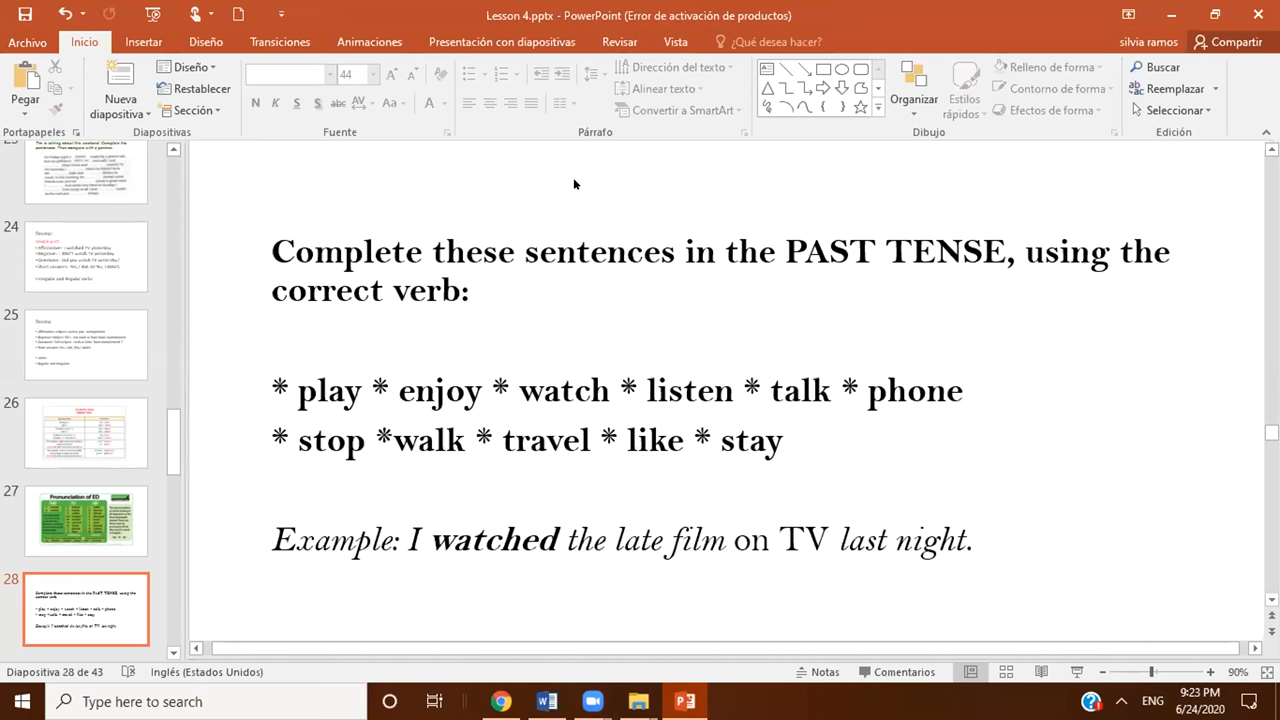 Lesson 4.pptx - PowerPoint (Error de activación de productos)
Archivo Inicio Insertar Diseño Transiciones Animaciones Presentación con diapositivas Revisar Vista ¿Qué desea hacer? silvia ramos Compartir
Pegar
Portapapeles
Nueva diapositiva
Diseño
Restablecer
Sección
Diapositivas
44
N K S S abc AV Aa A
Fuente
Dirección del texto
Alinear texto
Convertir a SmartArt
Párrafo
Organizar
Estilos rápidos
Relleno de forma
Contorno de forma
Efectos de forma
Dibujo
Buscar
Reemplazar
Seleccionar
Edición
24
25
26
27
Pronunciation of ED
28
Complete these sentences in the PAST TENSE, using the
correct verb:
* play * enjoy * watch * listen * talk * phone
* stop *walk * travel * like * stay
Example: I watched the late film on TV last night.
Diapositiva 28 de 43 Inglés (Estados Unidos) Notas Comentarios 90%
Type here to search
ENG
9:23 PM
6/24/2020